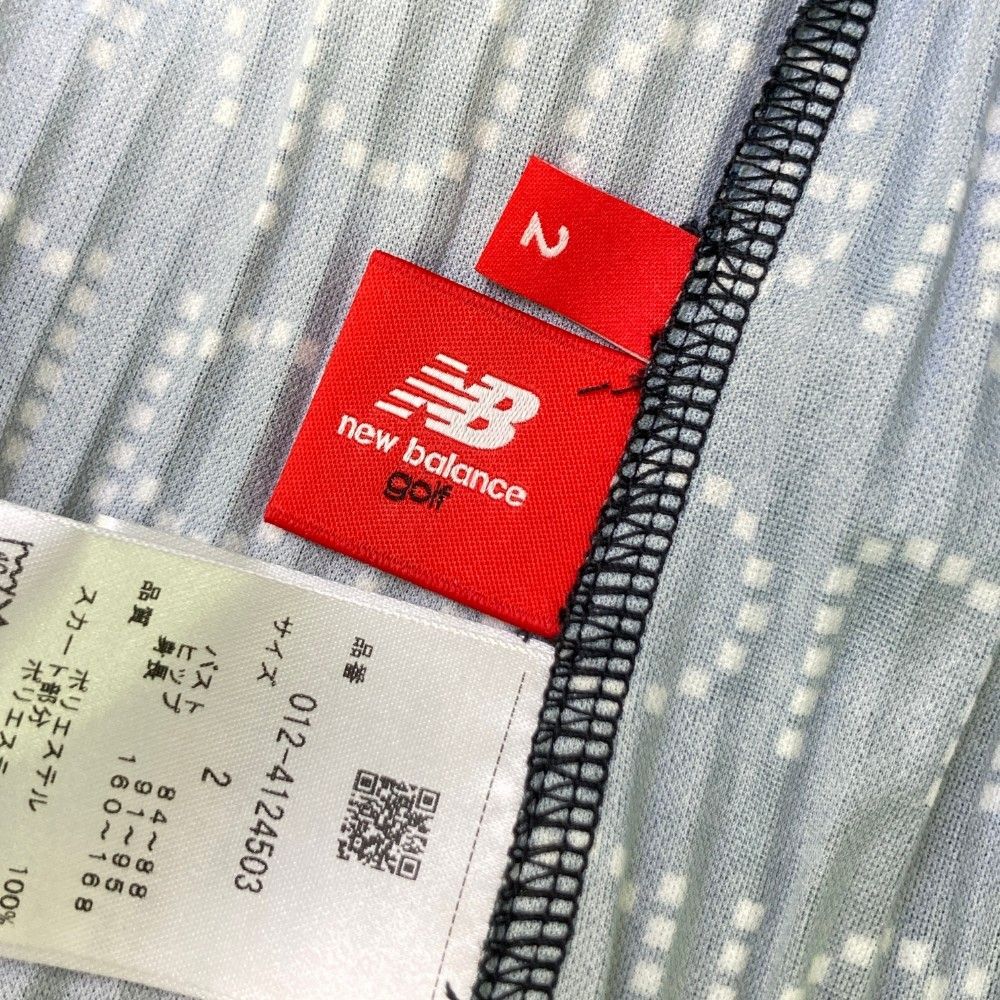 2
NB
new balance
golf
品番 012-4124503
サイズ 2
バスト 84~88
ヒップ 91~95
身長 160~168
品質
ポリエステル 100%
スカート部分
ポリエステ